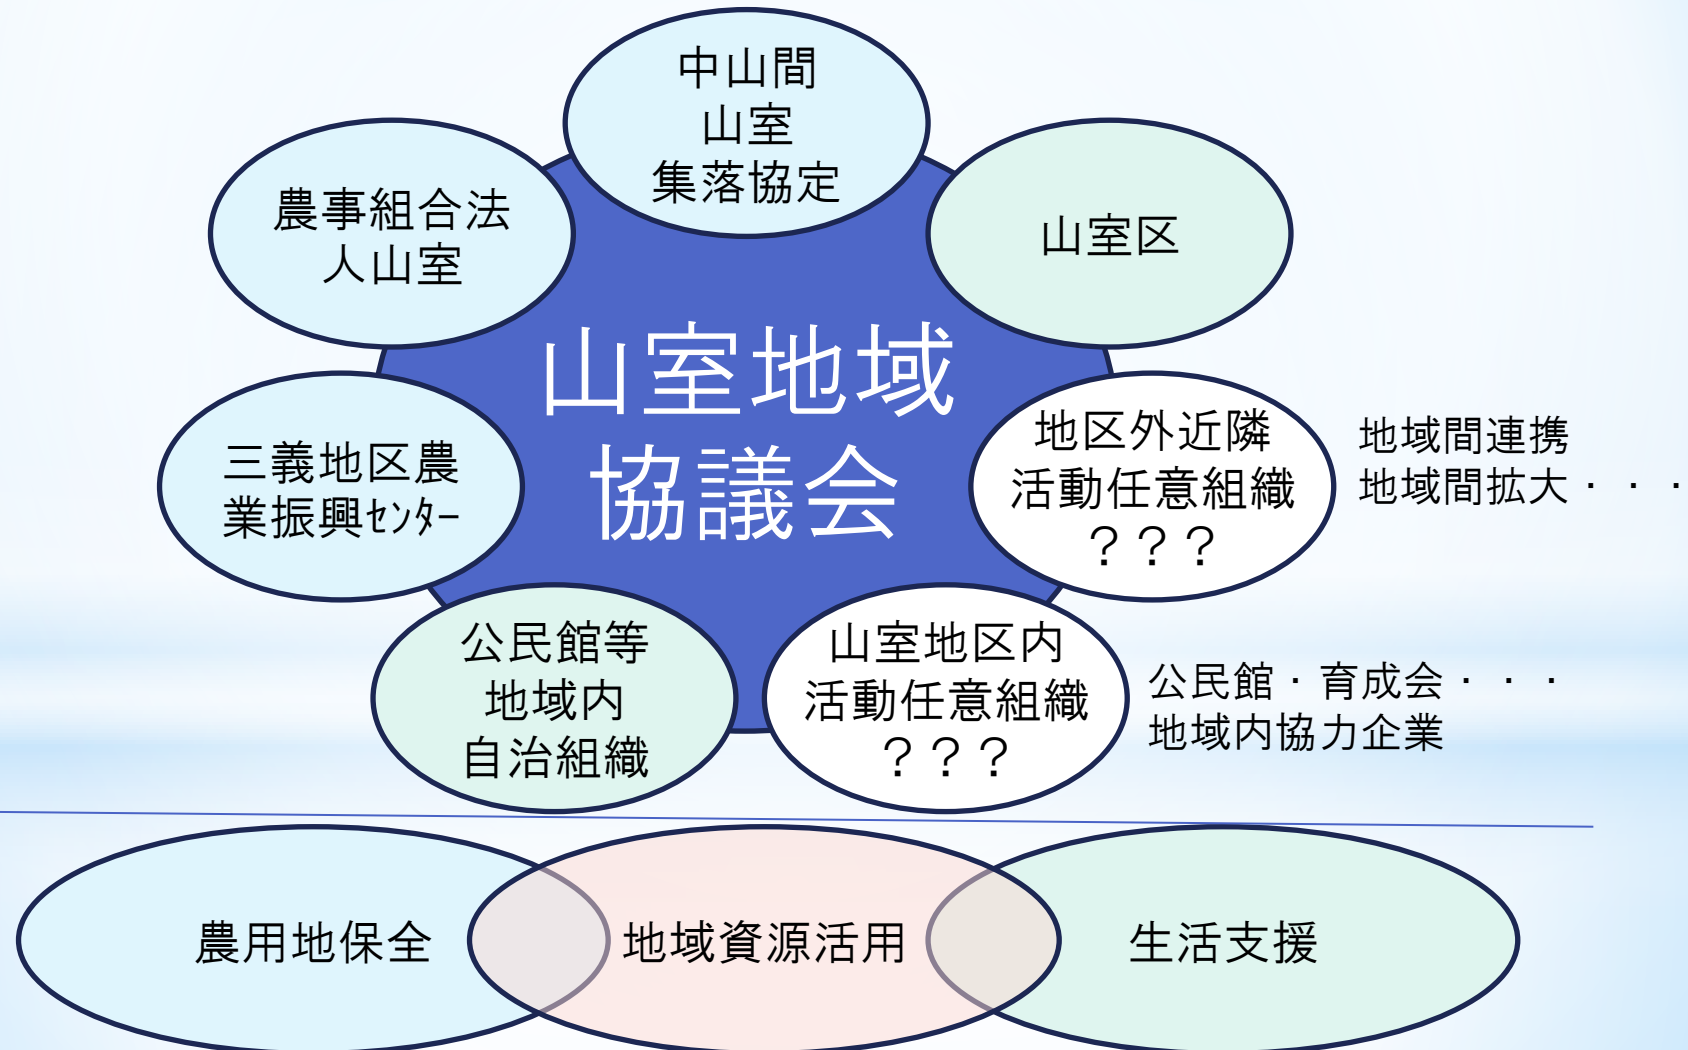 中山間
山室
集落協定
農事組合法
人山室
山室区
山室地域
協議会
三義地区農
業振興ｾﾝﾀｰ
地区外近隣
活動任意組織
？？？
地域間連携
地域間拡大・・・
公民館等
地域内
自治組織
山室地区内
活動任意組織
？？？
公民館・育成会・・・
地域内協力企業
農用地保全
地域資源活用
生活支援